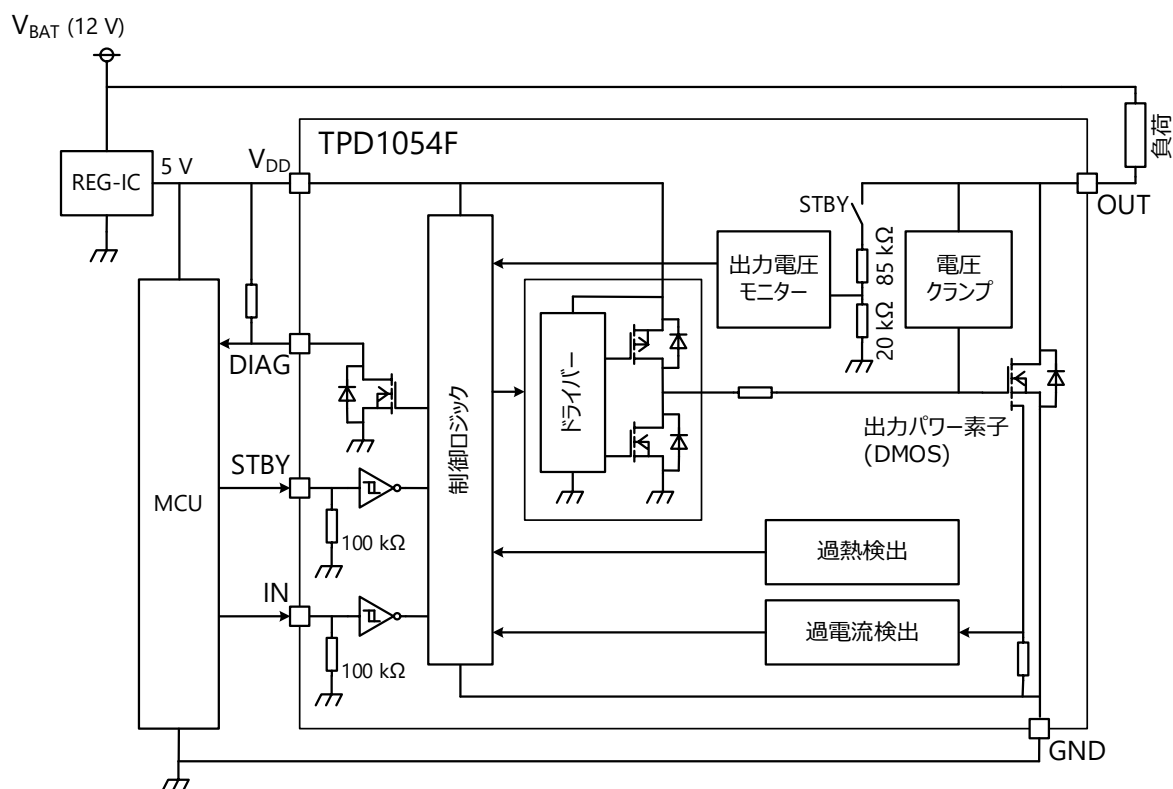 VBAT (12 V)
TPD1054F
負荷
REG-IC
5 V
VDD
OUT
STBY
85 kΩ
20 kΩ
出力電圧
モニター
電圧
クランプ
DIAG
ドライバー
制御ロジック
出力パワー素子
(DMOS)
STBY
MCU
100 kΩ
過熱検出
IN
過電流検出
100 kΩ
GND